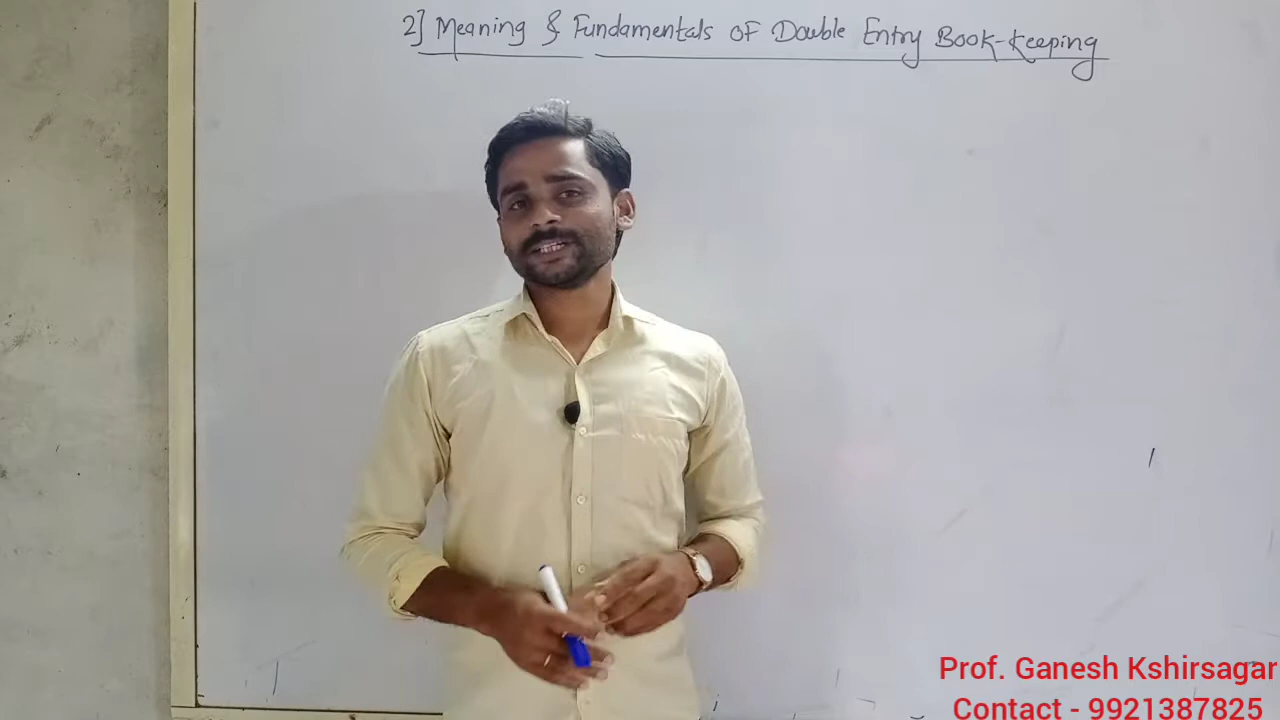 2] Meaning & Fundamentals of Double Entry Book-Keeping
Prof. Ganesh Kshirsagar
Contact - 9921387825